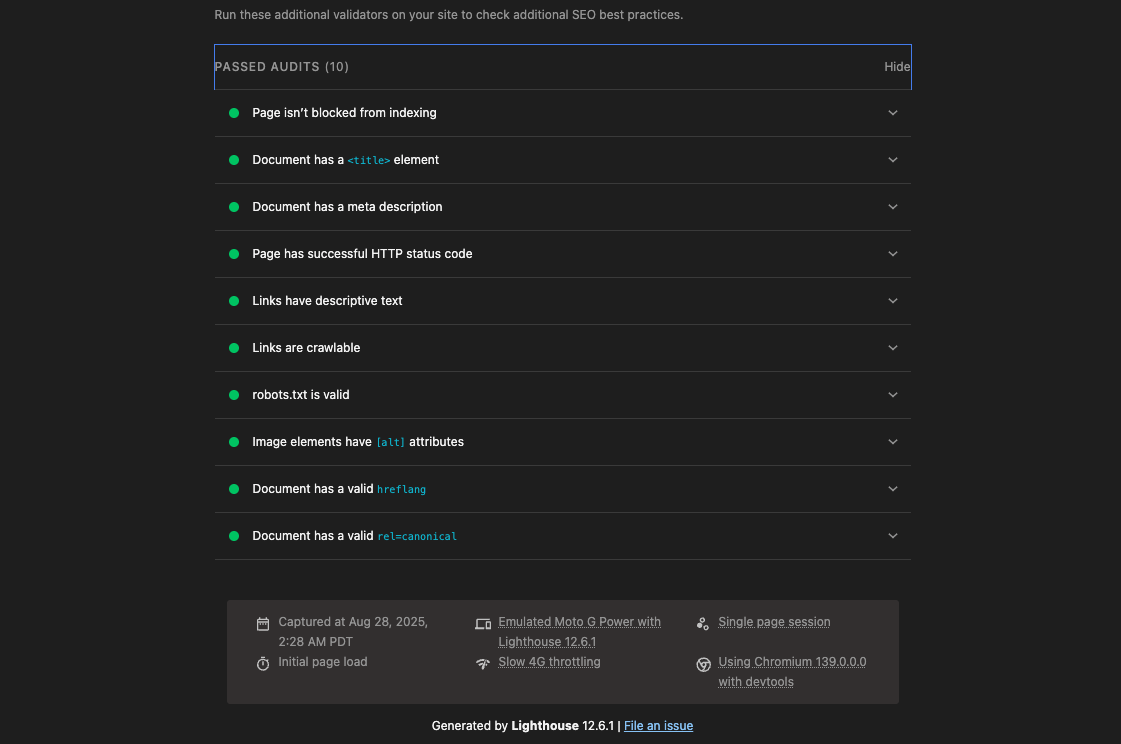 Run these additional validators on your site to check additional SEO best practices.
PASSED AUDITS (10) Hide
Page isn't blocked from indexing
Document has a <title> element
Document has a meta description
Page has successful HTTP status code
Links have descriptive text
Links are crawlable
robots.txt is valid
Image elements have [alt] attributes
Document has a valid hreflang
Document has a valid rel=canonical
Captured at Aug 28, 2025,
2:28 AM PDT
Emulated Moto G Power with
Lighthouse 12.6.1
Single page session
Initial page load
Slow 4G throttling
Using Chromium 139.0.0.0
with devtools
Generated by Lighthouse 12.6.1 | File an issue